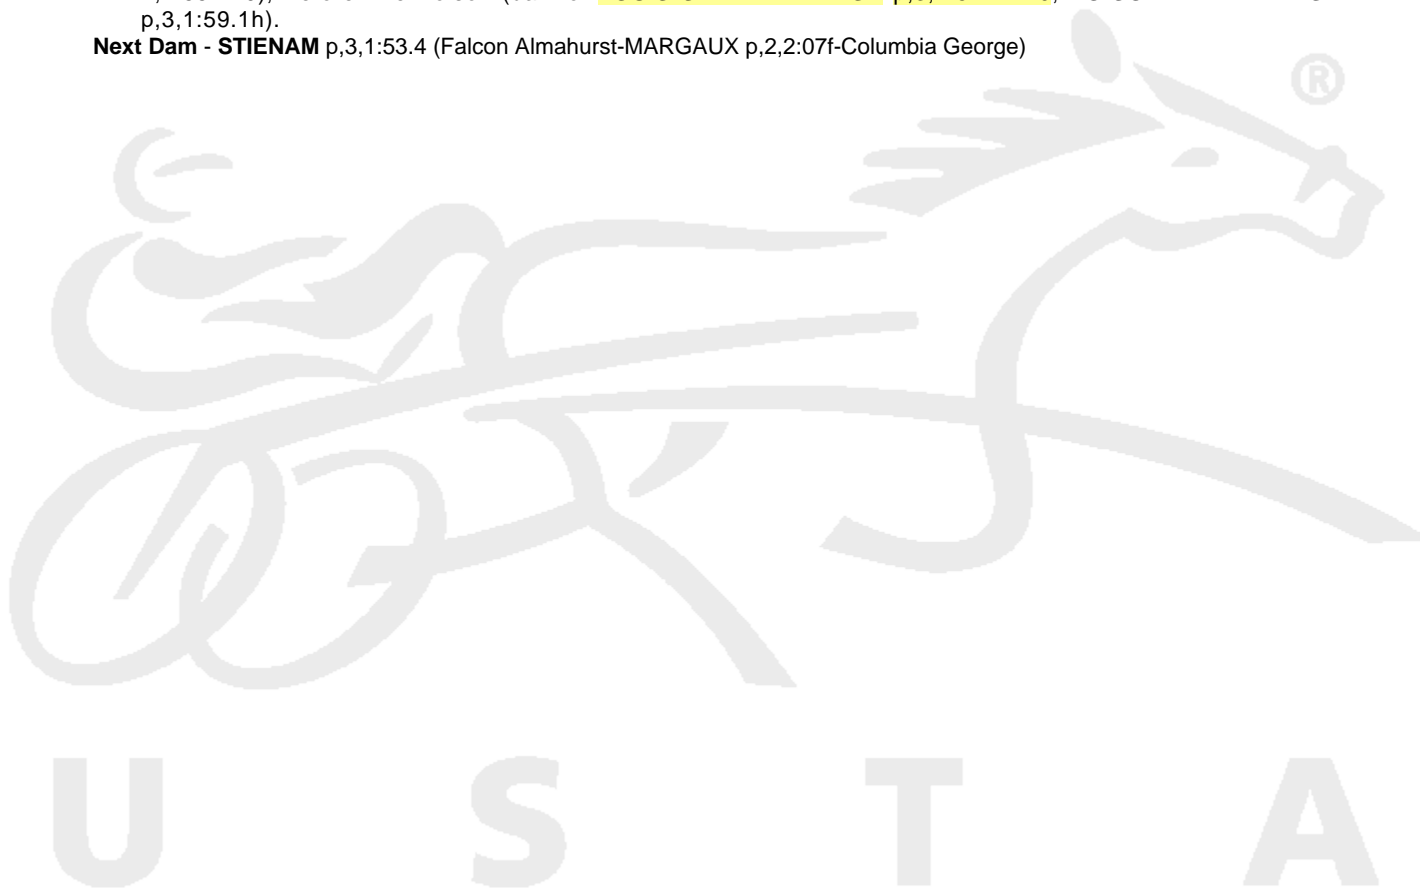 p,3,1:59.1h).
Next Dam - STIENAM p,3,1:53.4 (Falcon Almahurst-MARGAUX p,2,2:07f-Columbia George)
®
U S T A